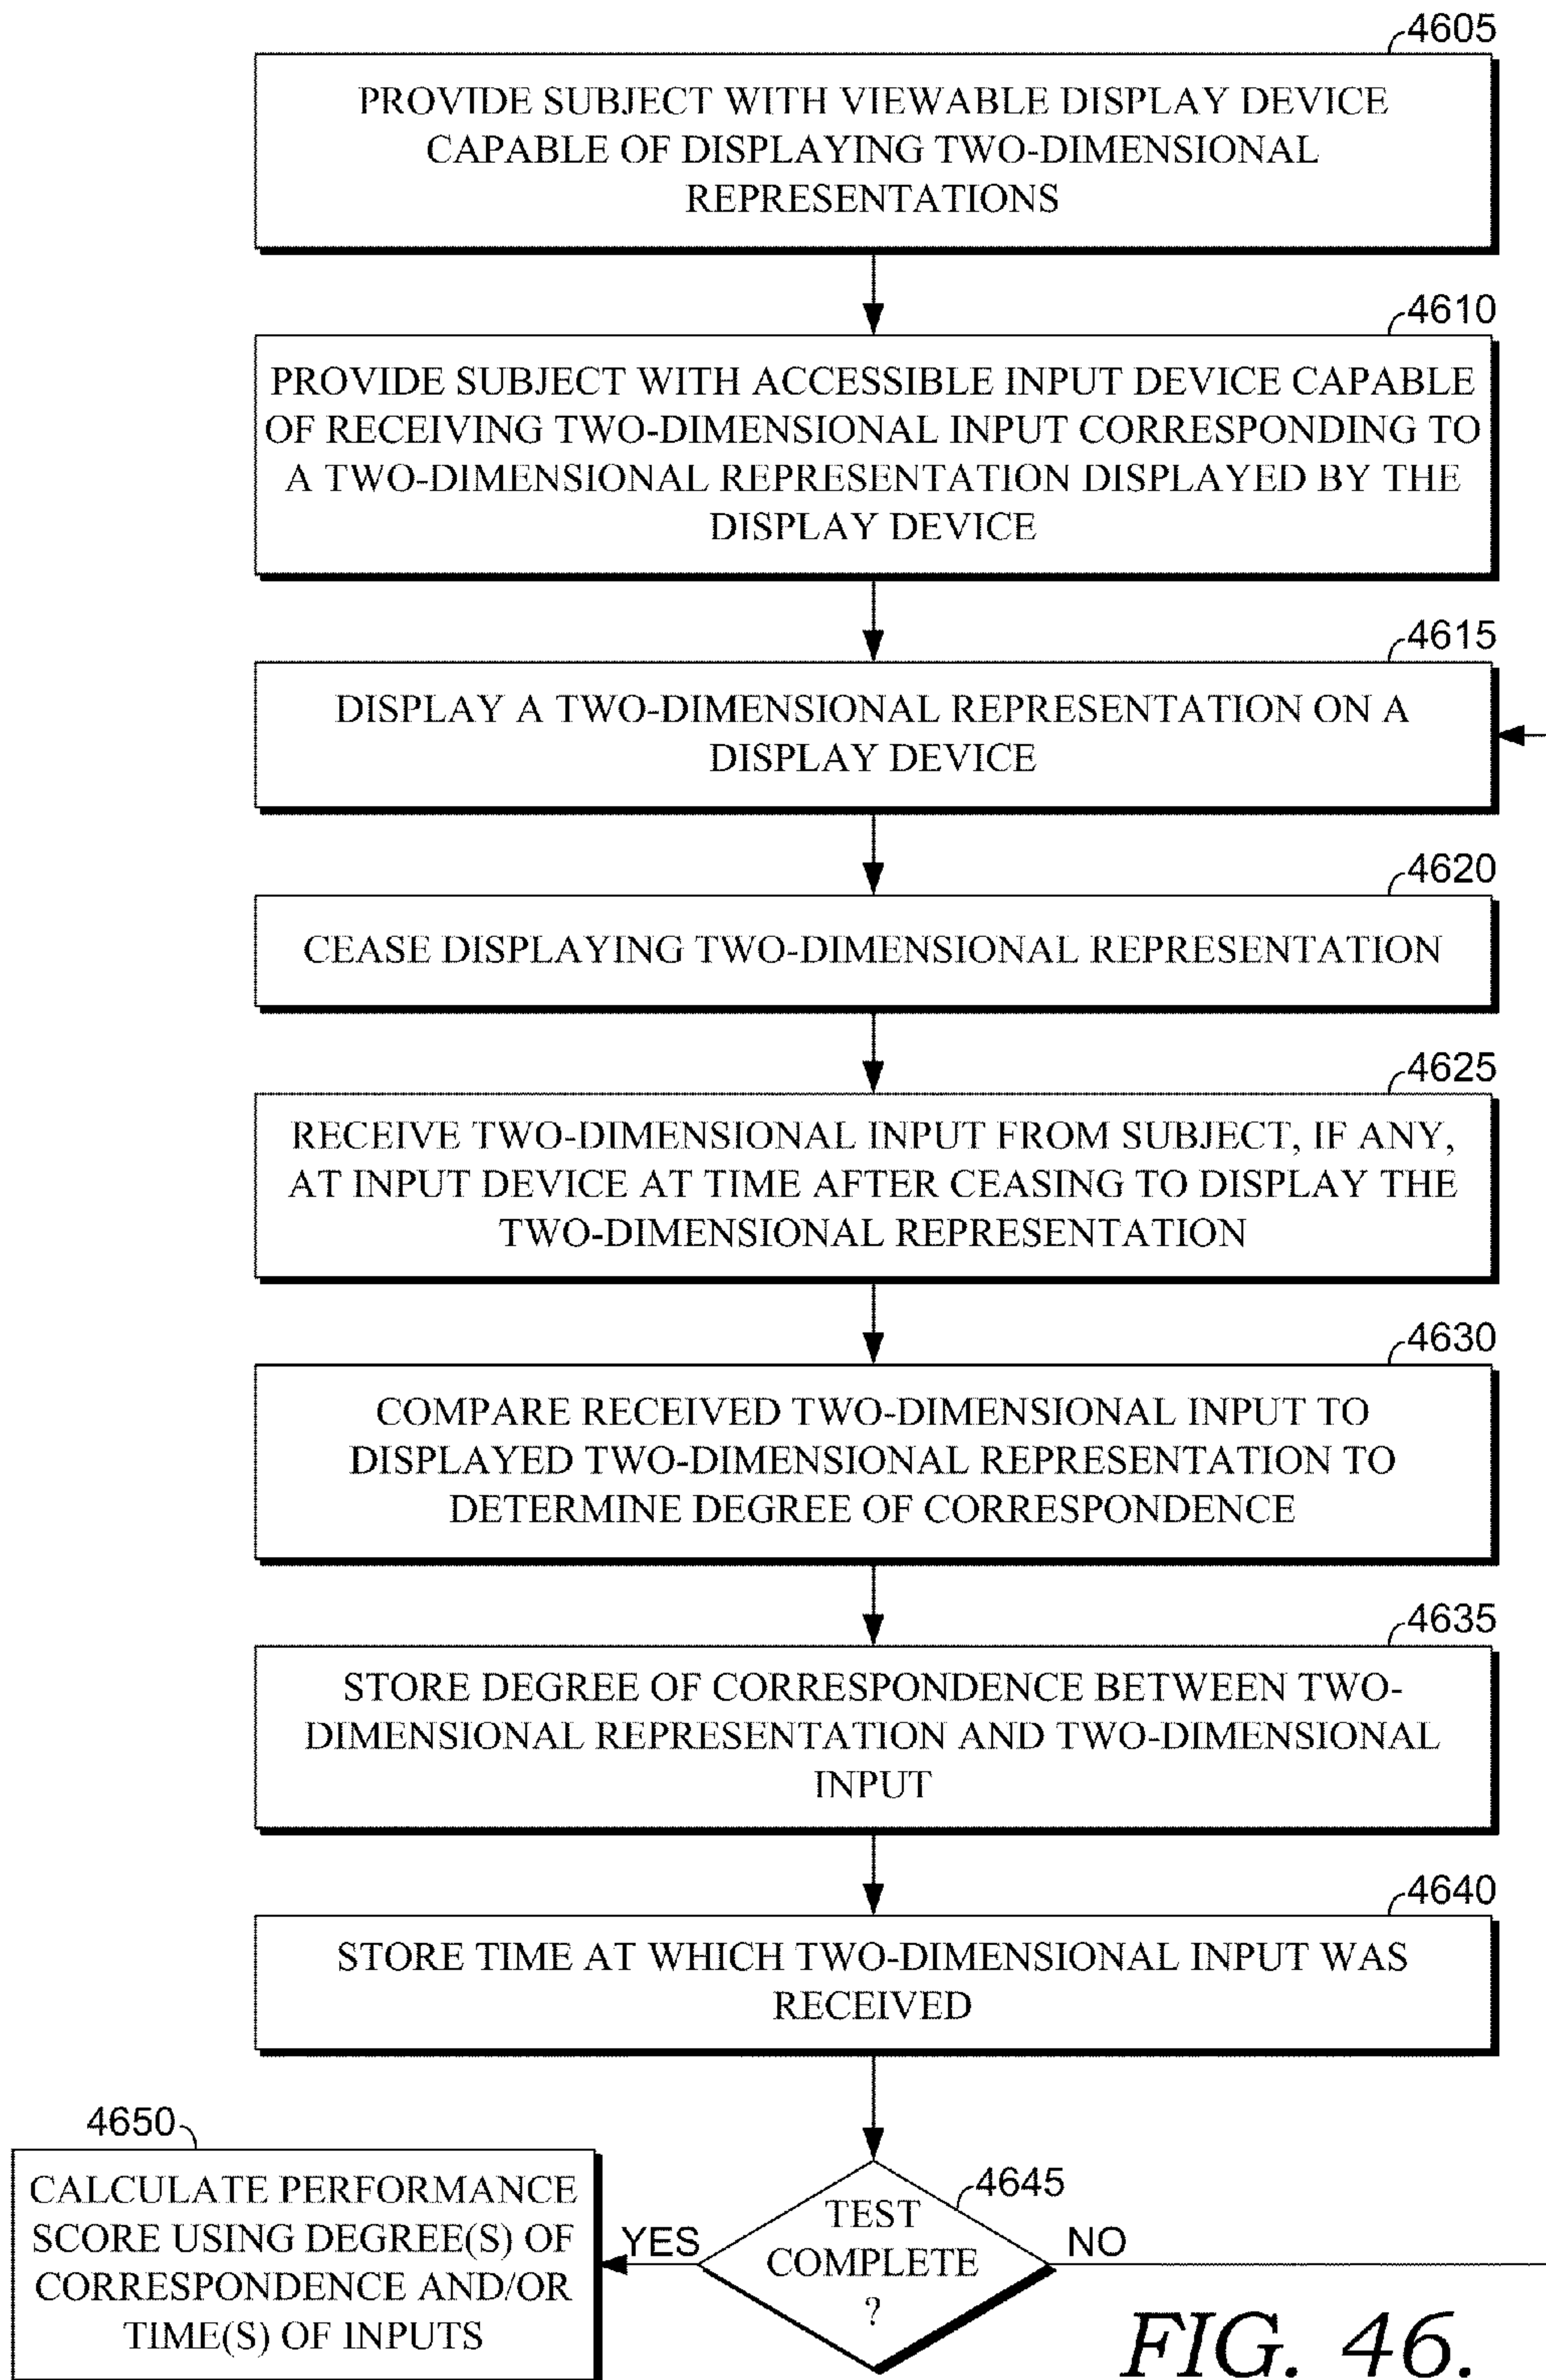 4605
PROVIDE SUBJECT WITH VIEWABLE DISPLAY DEVICE
CAPABLE OF DISPLAYING TWO-DIMENSIONAL
REPRESENTATIONS
4610
PROVIDE SUBJECT WITH ACCESSIBLE INPUT DEVICE CAPABLE
OF RECEIVING TWO-DIMENSIONAL INPUT CORRESPONDING TO
A TWO-DIMENSIONAL REPRESENTATION DISPLAYED BY THE
DISPLAY DEVICE
4615
DISPLAY A TWO-DIMENSIONAL REPRESENTATION ON A
DISPLAY DEVICE
4620
CEASE DISPLAYING TWO-DIMENSIONAL REPRESENTATION
4625
RECEIVE TWO-DIMENSIONAL INPUT FROM SUBJECT, IF ANY,
AT INPUT DEVICE AT TIME AFTER CEASING TO DISPLAY THE
TWO-DIMENSIONAL REPRESENTATION
4630
COMPARE RECEIVED TWO-DIMENSIONAL INPUT TO
DISPLAYED TWO-DIMENSIONAL REPRESENTATION TO
DETERMINE DEGREE OF CORRESPONDENCE
4635
STORE DEGREE OF CORRESPONDENCE BETWEEN TWO-
DIMENSIONAL REPRESENTATION AND TWO-DIMENSIONAL
INPUT
4640
STORE TIME AT WHICH TWO-DIMENSIONAL INPUT WAS
RECEIVED
4645
TEST
COMPLETE
?
YES
NO
4650
CALCULATE PERFORMANCE
SCORE USING DEGREE(S) OF
CORRESPONDENCE AND/OR
TIME(S) OF INPUTS
FIG. 46.